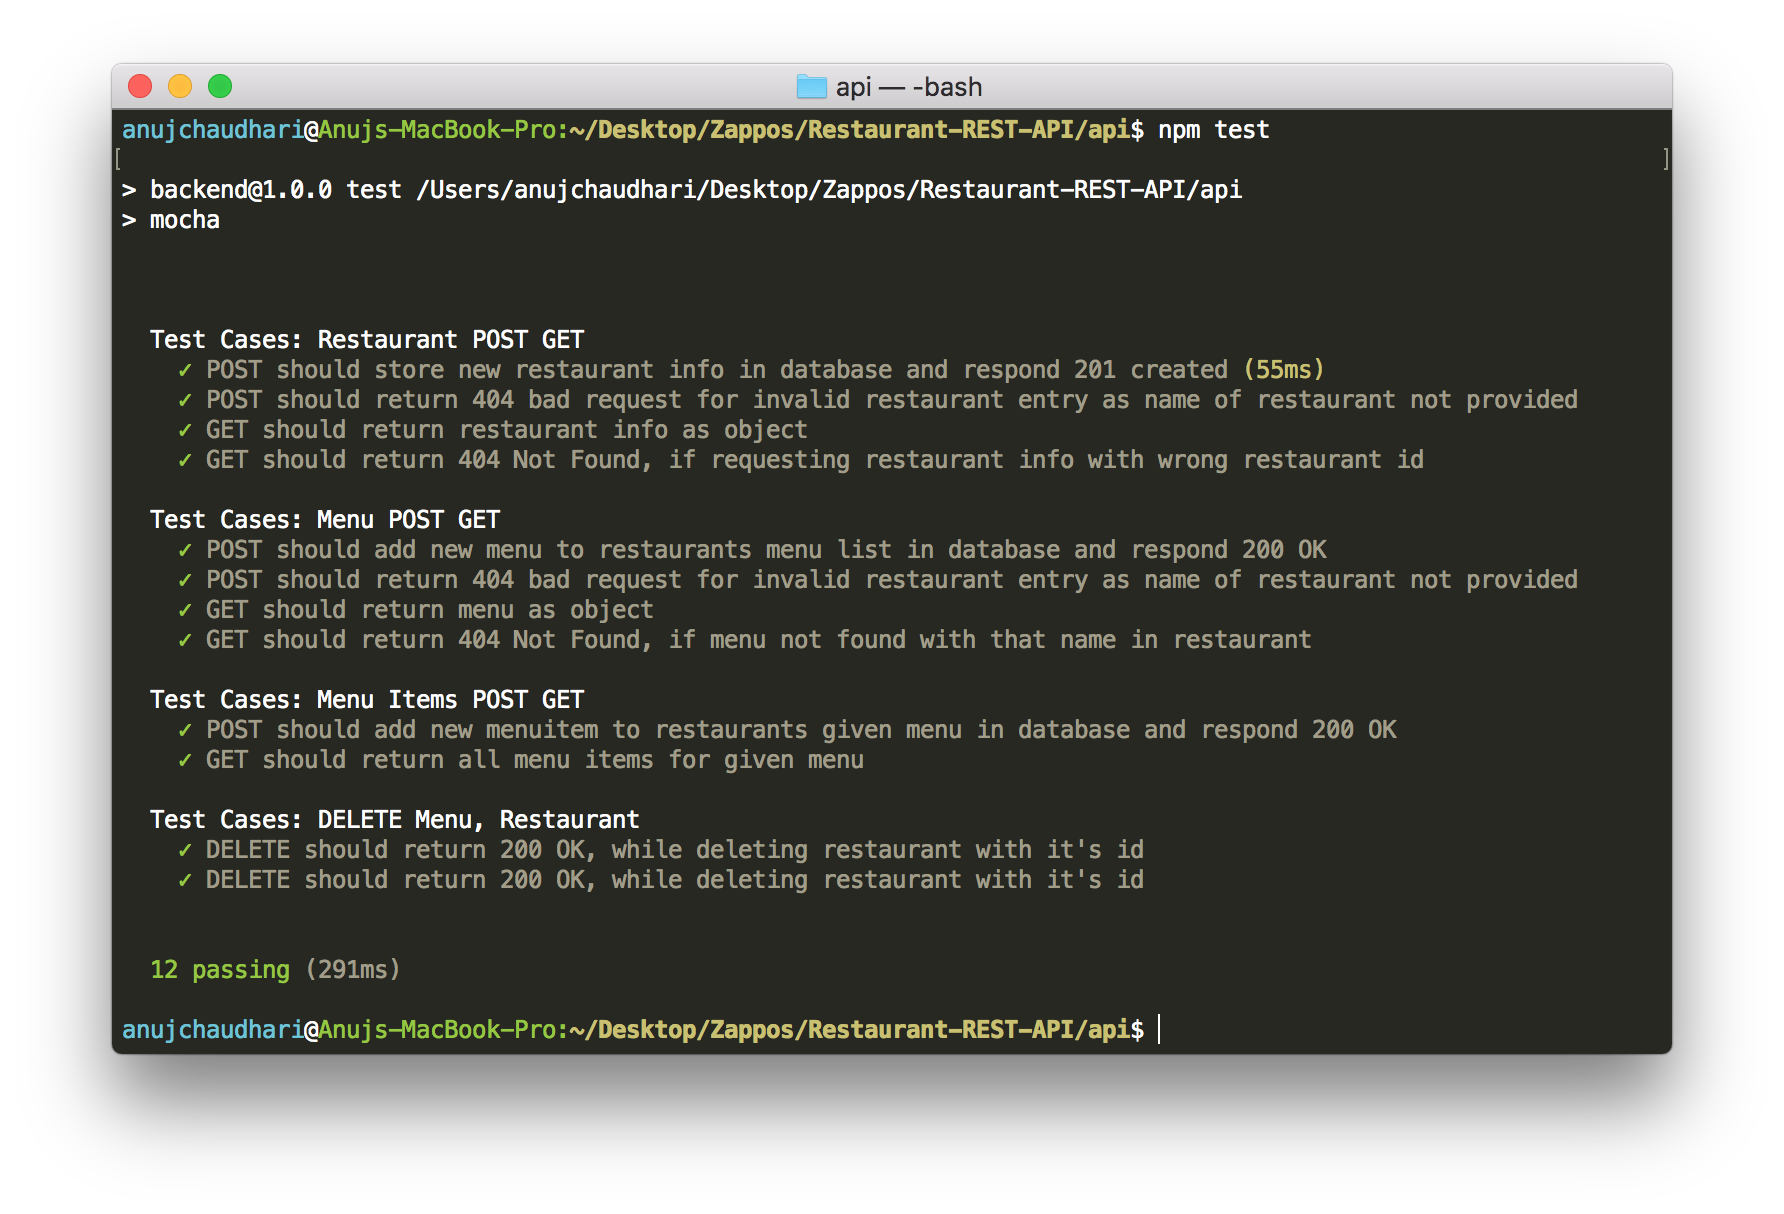 api — -bash
anujchaudhari@Anujs-MacBook-Pro:~/Desktop/Zappos/Restaurant-REST-API/api$ npm test
[ ]
> backend@1.0.0 test /Users/anujchaudhari/Desktop/Zappos/Restaurant-REST-API/api
> mocha
Test Cases: Restaurant POST GET
✓ POST should store new restaurant info in database and respond 201 created (55ms)
✓ POST should return 404 bad request for invalid restaurant entry as name of restaurant not provided
✓ GET should return restaurant info as object
✓ GET should return 404 Not Found, if requesting restaurant info with wrong restaurant id
Test Cases: Menu POST GET
✓ POST should add new menu to restaurants menu list in database and respond 200 OK
✓ POST should return 404 bad request for invalid restaurant entry as name of restaurant not provided
✓ GET should return menu as object
✓ GET should return 404 Not Found, if menu not found with that name in restaurant
Test Cases: Menu Items POST GET
✓ POST should add new menuitem to restaurants given menu in database and respond 200 OK
✓ GET should return all menu items for given menu
Test Cases: DELETE Menu, Restaurant
✓ DELETE should return 200 OK, while deleting restaurant with it's id
✓ DELETE should return 200 OK, while deleting restaurant with it's id
12 passing (291ms)
anujchaudhari@Anujs-MacBook-Pro:~/Desktop/Zappos/Restaurant-REST-API/api$